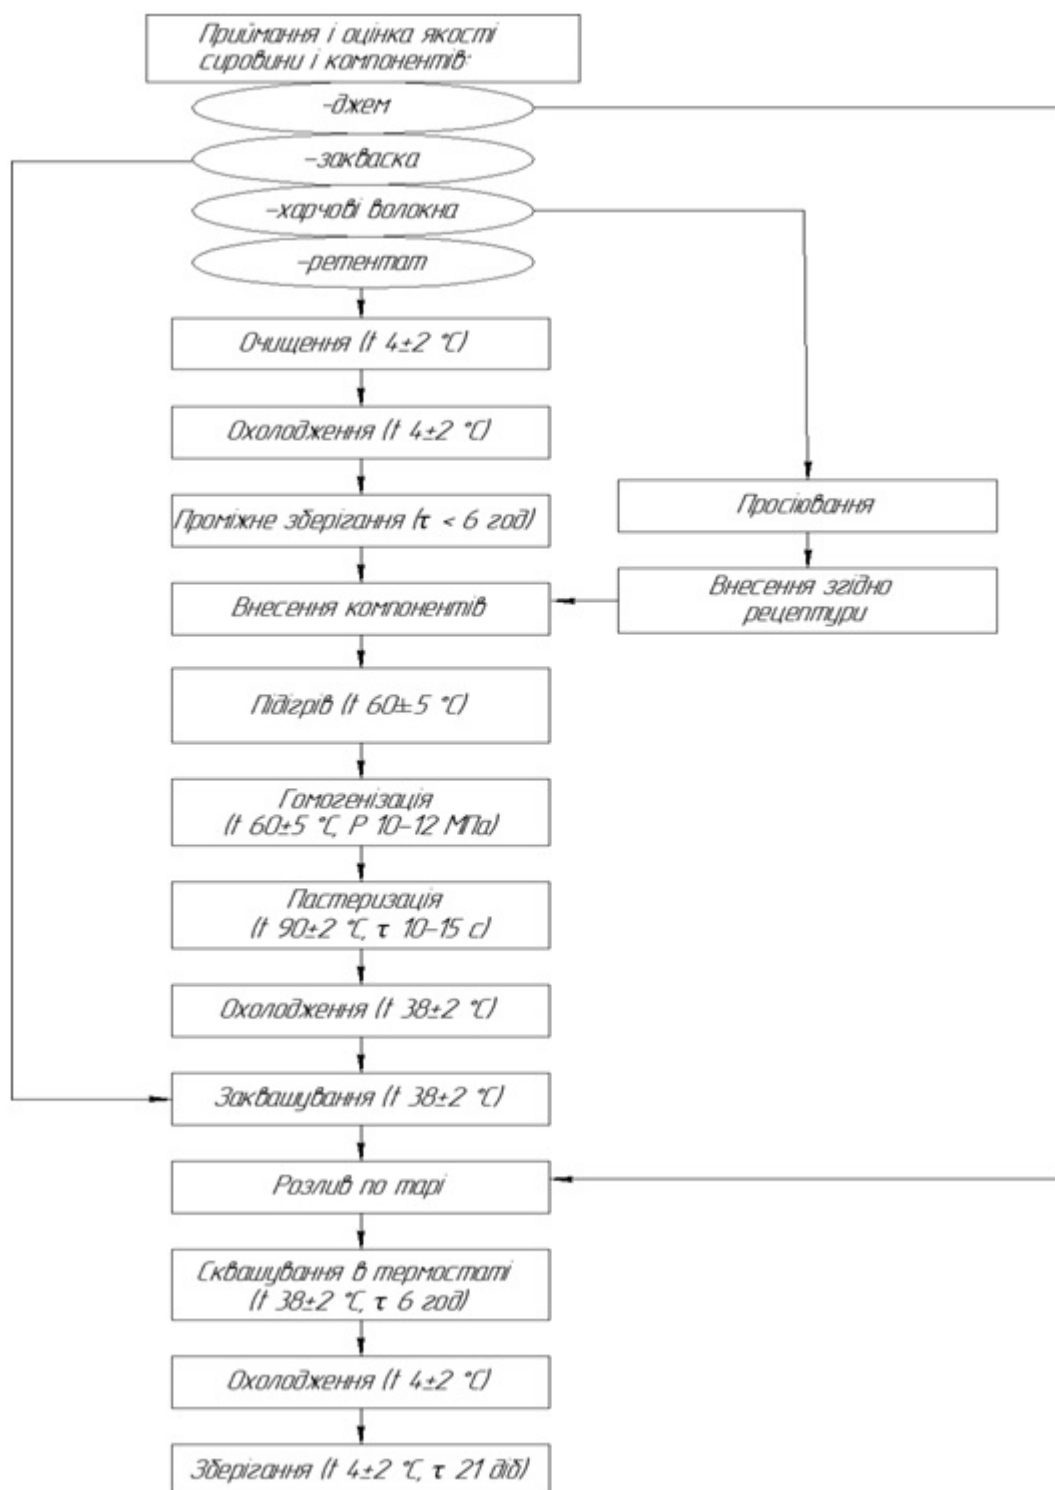 Приймання і оцінка якості
сировини і компонентів:
-джем
-закваска
-харчові волокна
-ретентат
Очищення (t 4±2 °C)
Охолодження (t 4±2 °C)
Проміжне зберігання (τ < 6 год)
Просіювання
Внесення згідно
рецептури
Внесення компонентів
Підігрів (t 60±5 °C)
Гомогенізація
(t 60±5 °C, P 10-12 МПа)
Пастеризація
(t 90±2 °C, τ 10-15 с)
Охолодження (t 38±2 °C)
Заквашування (t 38±2 °C)
Розлив по тарі
Сквашування в термостаті
(t 38±2 °C, τ 6 год)
Охолодження (t 4±2 °C)
Зберігання (t 4±2 °C, τ 21 діб)